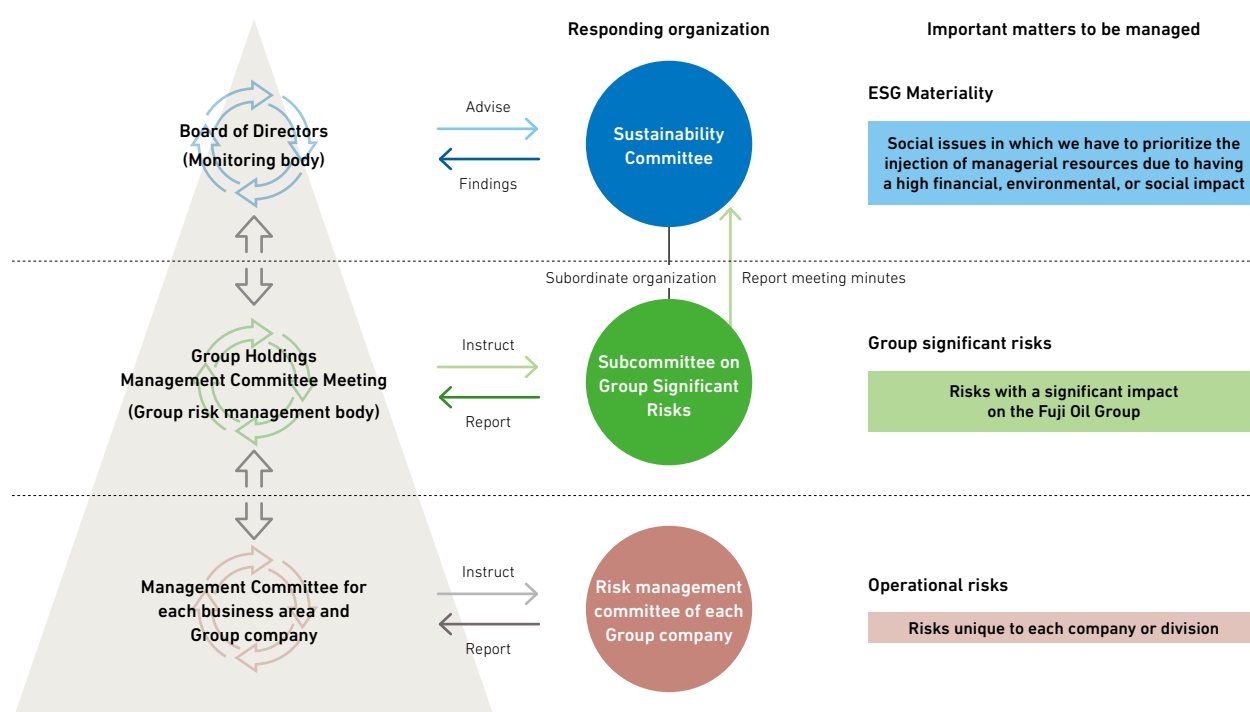 Responding organization
Important matters to be managed
Board of Directors
(Monitoring body)
Advise
Findings
Sustainability
Committee
ESG Materiality
Social issues in which we have to prioritize the
injection of managerial resources due to having
a high financial, environmental, or social impact
Subordinate organization
Report meeting minutes
Group Holdings
Management Committee Meeting
(Group risk management body)
Instruct
Report
Subcommittee on
Group Significant
Risks
Group significant risks
Risks with a significant impact
on the Fuji Oil Group
Management Committee for
each business area and
Group company
Instruct
Report
Risk management
committee of each
Group company
Operational risks
Risks unique to each company or division